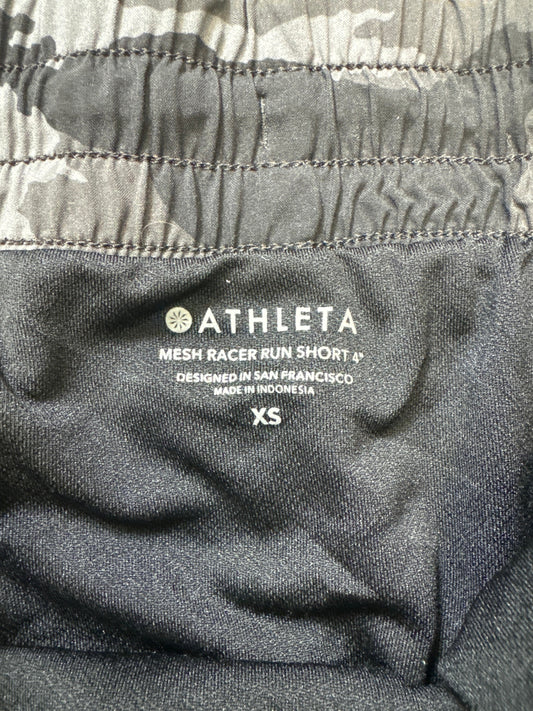 ATHLETA
MESH RACER RUN SHORT 4"
DESIGNED IN SAN FRANCISCO
MADE IN INDONESIA
XS